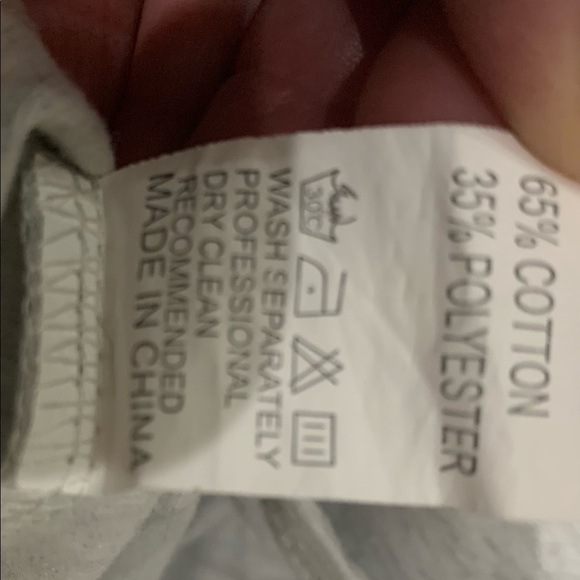 65% COTTON
35% POLYESTER
30°C
WASH SEPARATELY
PROFESSIONAL
DRY CLEAN
RECOMMENDED
MADE IN CHINA